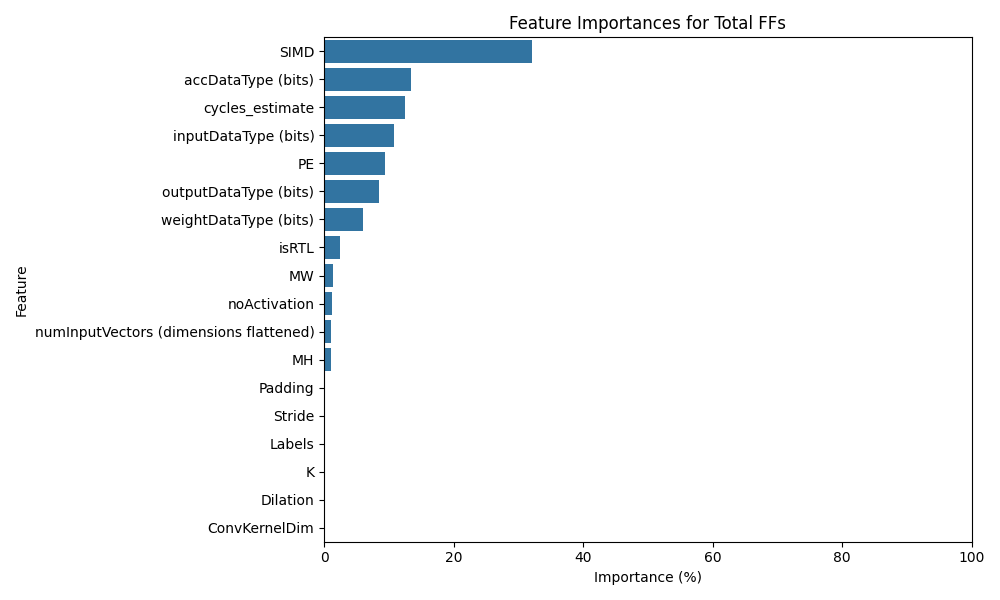 Feature Importances for Total FFs
SIMD
accDataType (bits)
cycles_estimate
inputDataType (bits)
PE
outputDataType (bits)
weightDataType (bits)
isRTL
MW
noActivation
numInputVectors (dimensions flattened)
MH
Padding
Stride
Labels
K
Dilation
ConvKernelDim
Feature
0 20 40 60 80 100
Importance (%)